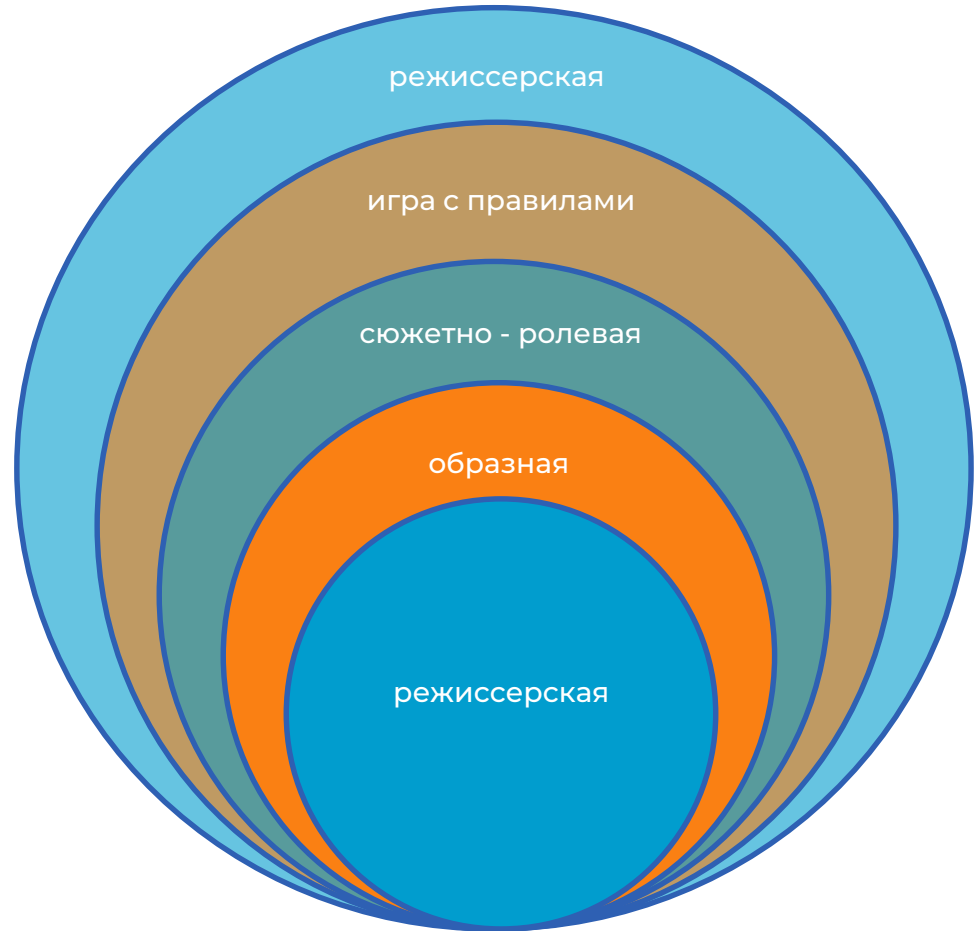 режиссерская
игра с правилами
сюжетно - ролевая
образная
режиссерская